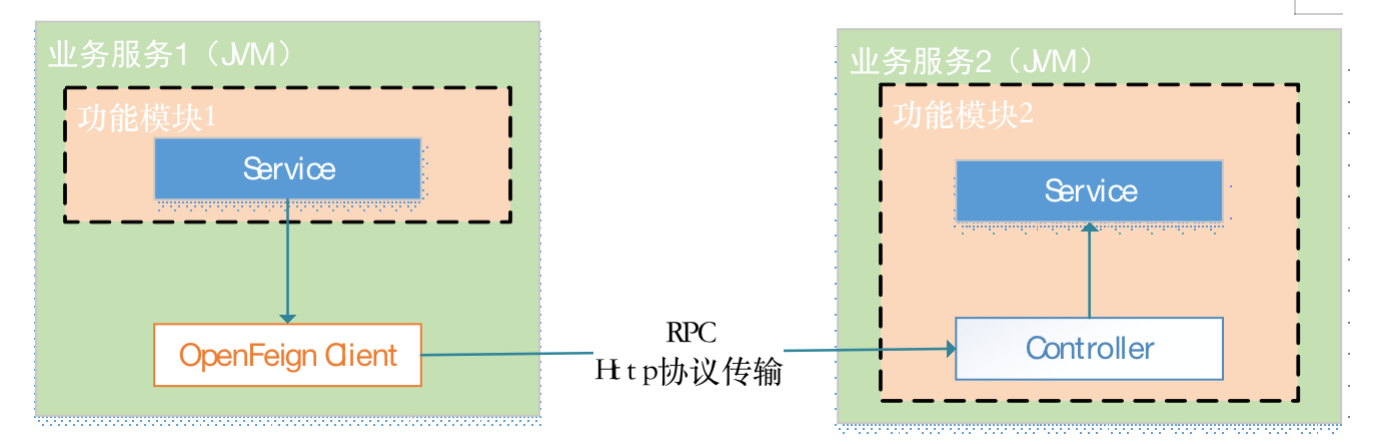 业务服务1（JVM）
功能模块1
Service
OpenFeign Client
RPC
Http协议传输
业务服务2（JVM）
功能模块2
Service
Controller